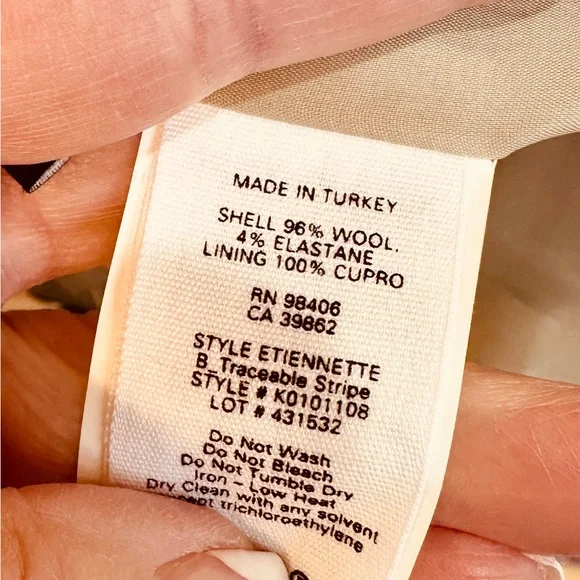 MADE IN TURKEY
SHELL 96% WOOL.
4% ELASTANE
LINING 100% CUPRO
RN 98406
CA 39862
STYLE ETIENNETTE
B_Traceable Stripe
STYLE # K0101108
LOT # 431532
Do Not Wash
Do Not Bleach
Do Not Tumble Dry
Iron - Low Heat
Dry Clean with any solvent
except trichloroethylene